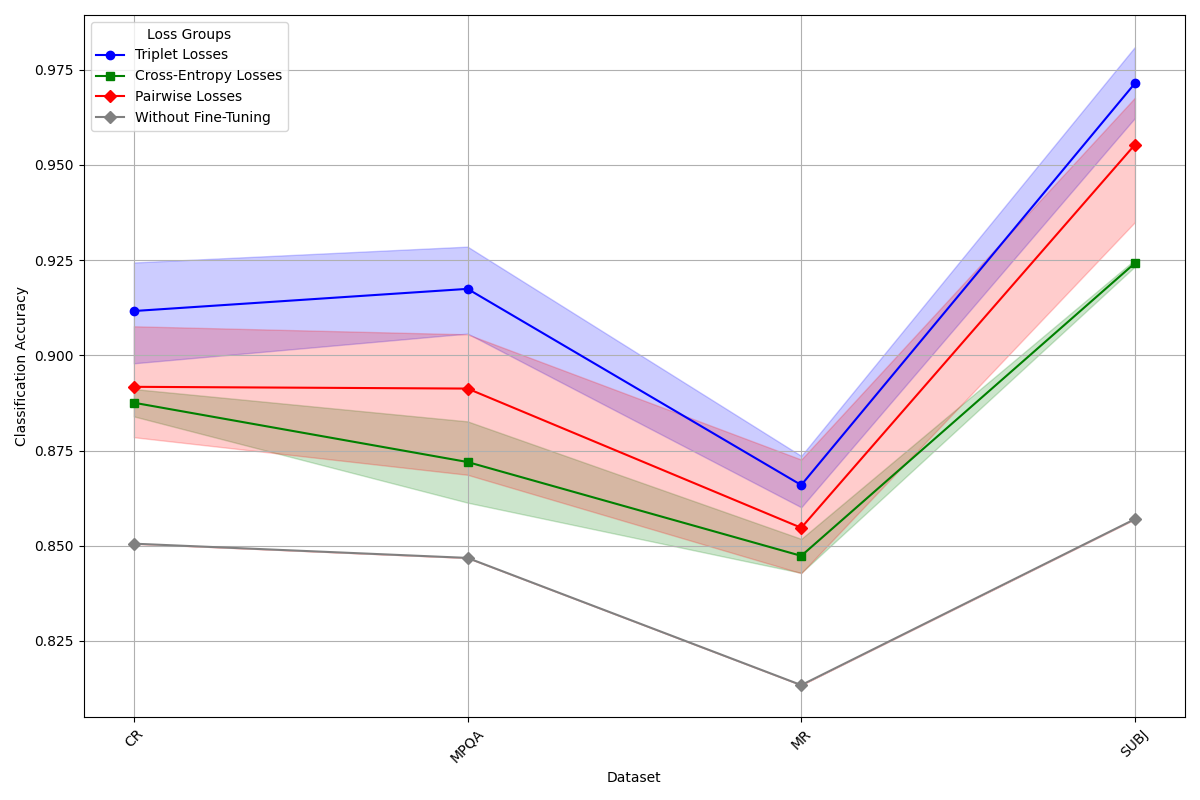 Loss Groups
Triplet Losses
Cross-Entropy Losses
Pairwise Losses
Without Fine-Tuning
0.975
0.950
0.925
0.900
0.875
0.850
0.825
Classification Accuracy
CR
MPQA
MR
SUBJ
Dataset